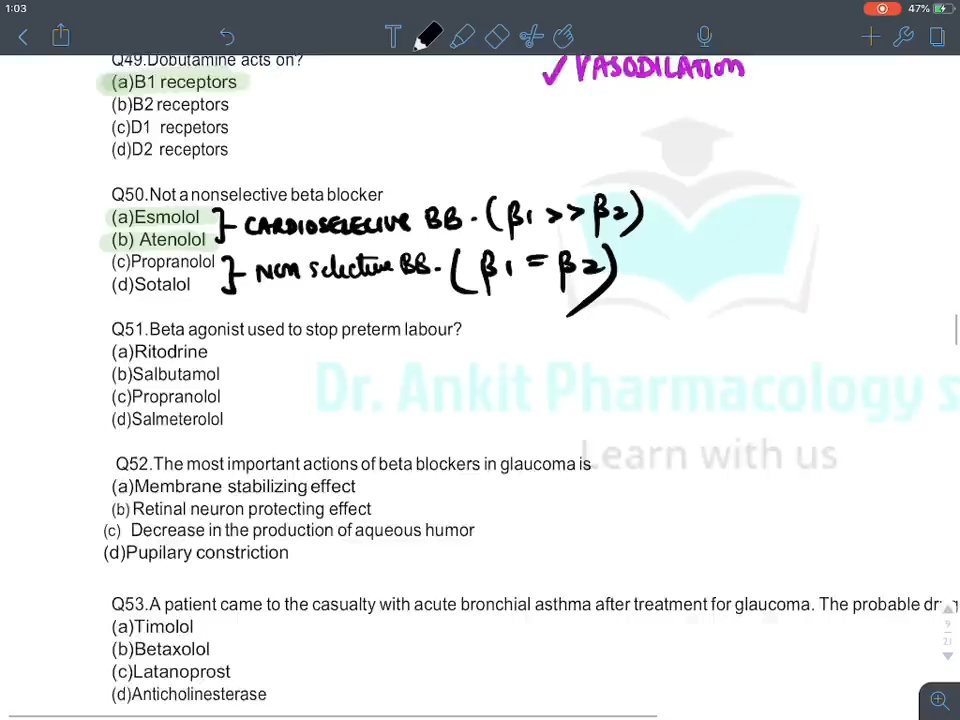 1:03
47%
Q49.Dobutamine acts on?
✓ VASODILATION
(a)B1 receptors
(b)B2 receptors
(c)D1 recpetors
(d)D2 receptors
Q50.Not a nonselective beta blocker
(a)Esmolol
(b) Atenolol
CARDIOSELECIVE BB. (β1 >> β2)
(c)Propranolol
(d)Sotalol
NON Selective BB. (β1 = β2)
Q51.Beta agonist used to stop preterm labour?
(a)Ritodrine
(b)Salbutamol
(c)Propranolol
(d)Salmeterolol
Dr. Ankit Pharmacology s
Learn with us
Q52.The most important actions of beta blockers in glaucoma is
(a)Membrane stabilizing effect
(b) Retinal neuron protecting effect
(c) Decrease in the production of aqueous humor
(d)Pupilary constriction
Q53.A patient came to the casualty with acute bronchial asthma after treatment for glaucoma. The probable drug
(a)Timolol
(b)Betaxolol
(c)Latanoprost
(d)Anticholinesterase
9
21